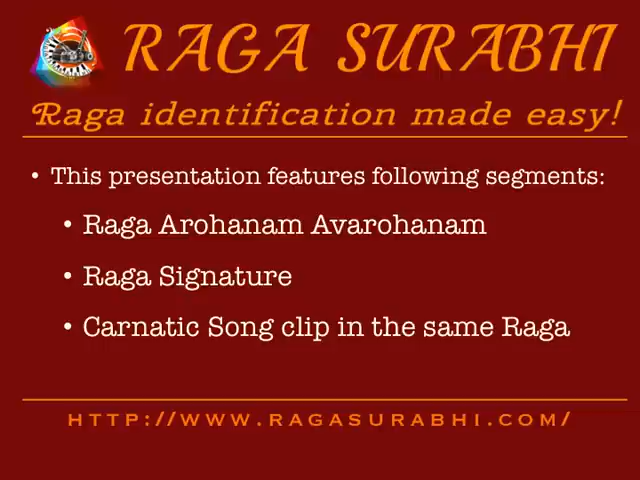 RAGA SURABHI
Raga identification made easy!
• This presentation features following segments:
• Raga Arohanam Avarohanam
• Raga Signature
• Carnatic Song clip in the same Raga
HTTP://WWW.RAGASURABHI.COM/